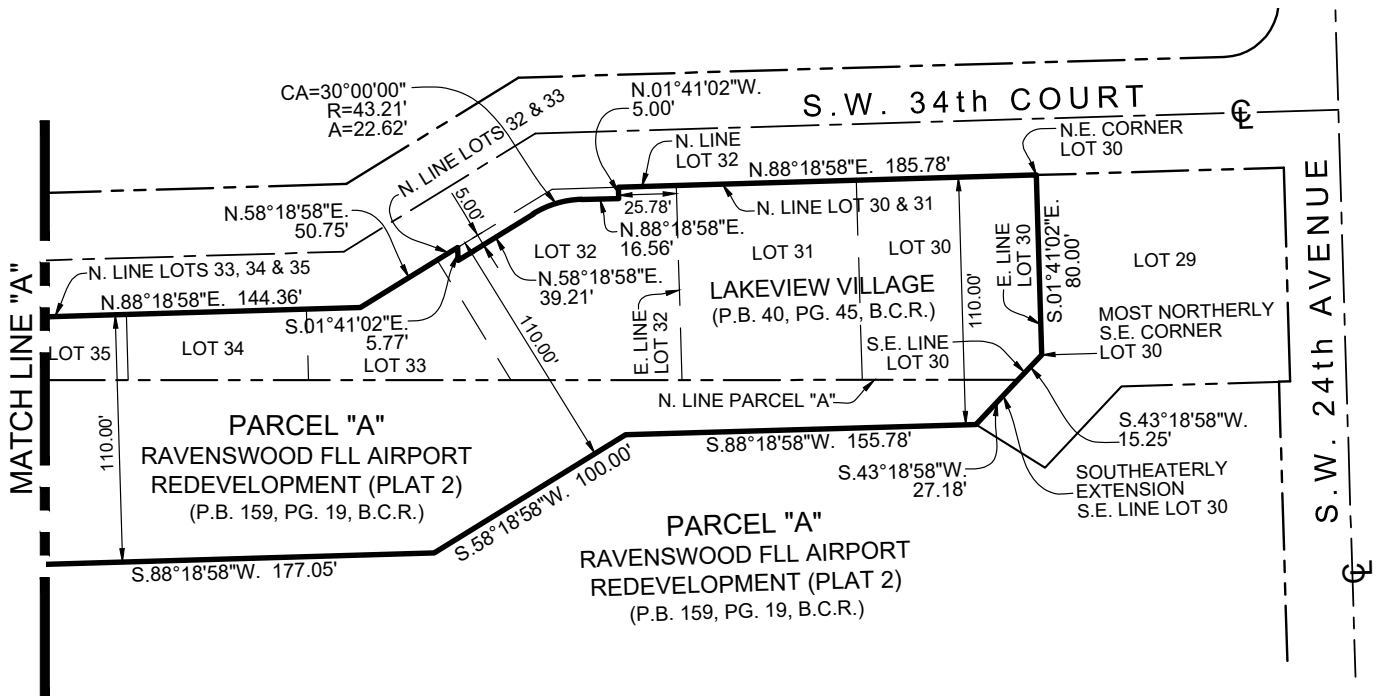 CA=30°00'00"
R=43.21'
A=22.62'
N. LINE LOTS 32 & 33
N.01°41'02"W.
5.00'
S.W. 34th COURT
℄
N. LINE
LOT 32
N.E. CORNER
LOT 30
N.88°18'58"E. 185.78'
N.58°18'58"E.
50.75'
5.00'
25.78'
N. LINE LOT 30 & 31
N.88°18'58"E.
16.56'
LOT 32
LOT 31
LOT 30
E. LINE
LOT 30
S.01°41'02"E.
80.00'
LOT 29
S.W. 24th AVENUE
℄
MATCH LINE "A"
N. LINE LOTS 33, 34 & 35
N.88°18'58"E. 144.36'
N.58°18'58"E.
39.21'
LAKEVIEW VILLAGE
(P.B. 40, PG. 45, B.C.R.)
110.00'
S.01°41'02"E.
5.77'
110.00'
E. LINE
LOT 32
S.E. LINE
LOT 30
MOST NORTHERLY
S.E. CORNER
LOT 30
LOT 35
LOT 34
LOT 33
N. LINE PARCEL "A"
110.00'
PARCEL "A"
RAVENSWOOD FLL AIRPORT
REDEVELOPMENT (PLAT 2)
(P.B. 159, PG. 19, B.C.R.)
S.88°18'58"W. 155.78'
S.43°18'58"W.
15.25'
S.43°18'58"W.
27.18'
SOUTHEATERLY
EXTENSION
S.E. LINE LOT 30
S.58°18'58"W. 100.00'
S.88°18'58"W. 177.05'
PARCEL "A"
RAVENSWOOD FLL AIRPORT
REDEVELOPMENT (PLAT 2)
(P.B. 159, PG. 19, B.C.R.)